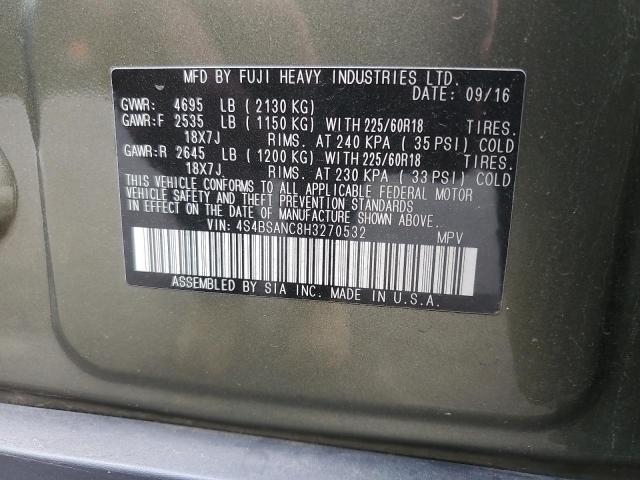 MFD BY FUJI HEAVY INDUSTRIES LTD.
DATE: 09/16
GVWR: 4695 LB ( 2130 KG)
GAWR:F 2535 LB ( 1150 KG) WITH 225/60R18 TIRES.
18X7J RIMS. AT 240 KPA ( 35 PSI) COLD
GAWR:R 2645 LB ( 1200 KG) WITH 225/60R18 TIRES.
18X7J RIMS. AT 230 KPA ( 33 PSI) COLD
THIS VEHICLE CONFORMS TO ALL APPLICABLE FEDERAL MOTOR
VEHICLE SAFETY AND THEFT PREVENTION STANDARDS
IN EFFECT ON THE DATE OF MANUFACTURE SHOWN ABOVE.
VIN: 4S4BSANC8H3270532 MPV
ASSEMBLED BY SIA INC. MADE IN U.S.A.